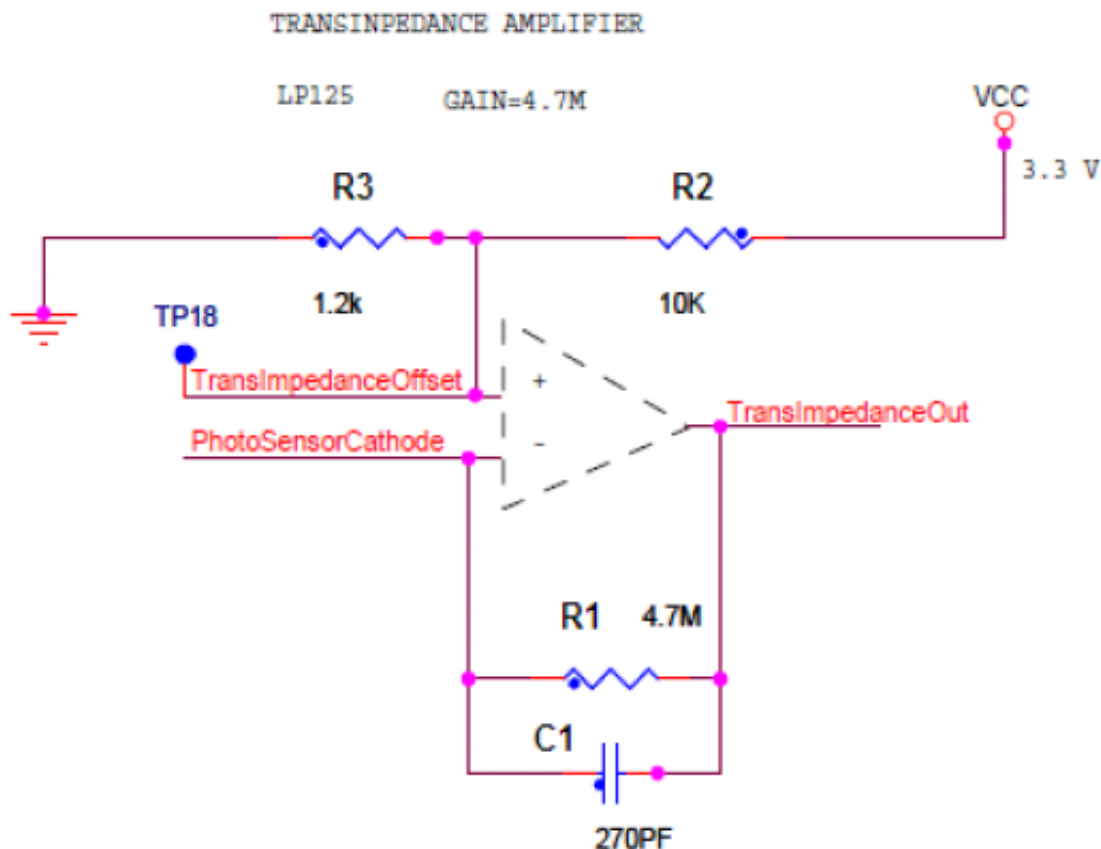 TRANSINPEDANCE AMPLIFIER
LP125 GAIN=4.7M
VCC
3.3 V
R3 R2
1.2k 10K
TP18
TransImpedanceOffset
+
TransImpedanceOut
PhotoSensorCathode
-
R1 4.7M
C1
270PF